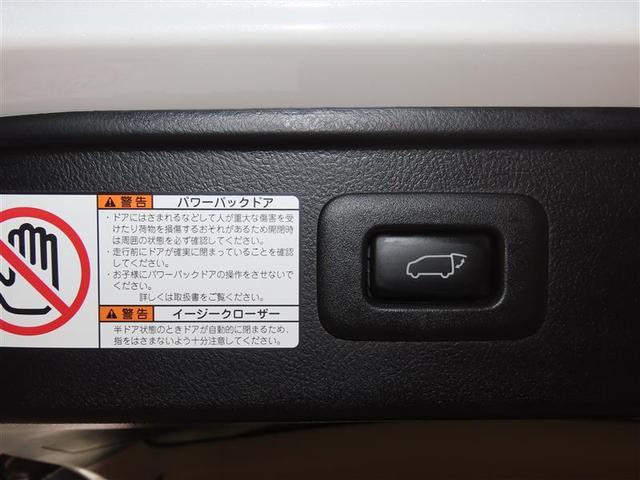 警告 パワーバックドア
・ドアにはさまれるなどして人が重大な傷害を受
けたり荷物を損傷するおそれがあるため開閉時
は周囲の状態を必ず確認してください。
・走行前にドアが確実に閉まっていることを確認
してください。
・お子様にパワーバックドアの操作をさせないで
ください。
詳しくは取扱書をご覧ください。
警告 イージークローザー
半ドア状態のときドアが自動的に閉まるため、
指をはさまないよう十分注意してください。